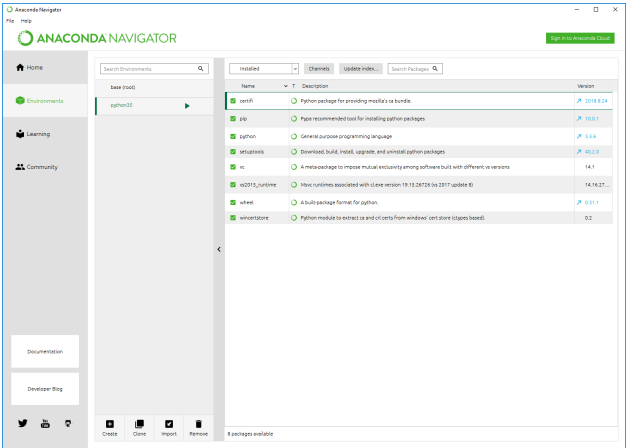 Anaconda Navigator
File Help
ANACONDA NAVIGATOR
Sign in to Anaconda Cloud
Home
Environments
Learning
Community
Documentation
Developer Blog
You Tube
Search Environments
base (root)
python35
Create Clone Import Remove
Installed Channels Update index... Search Packages
Name T Description Version
certifi Python package for providing mozilla's ca bundle. 2018.8.24
pip Pypa recommended tool for installing python packages 10.0.1
python General purpose programming language 3.5.6
setuptools Download, build, install, upgrade, and uninstall python packages 40.2.0
vc A meta-package to impose mutual exclusivity among software built with different vs versions 14.1
vs2015_runtime Msvc runtimes associated with cl.exe version 19.15.26726 (vs 2017 update 8) 14.16.27...
wheel A built-package format for python. 0.31.1
wincertstore Python module to extract ca and crl certs from windows' cert store (ctypes based). 0.2
8 packages available